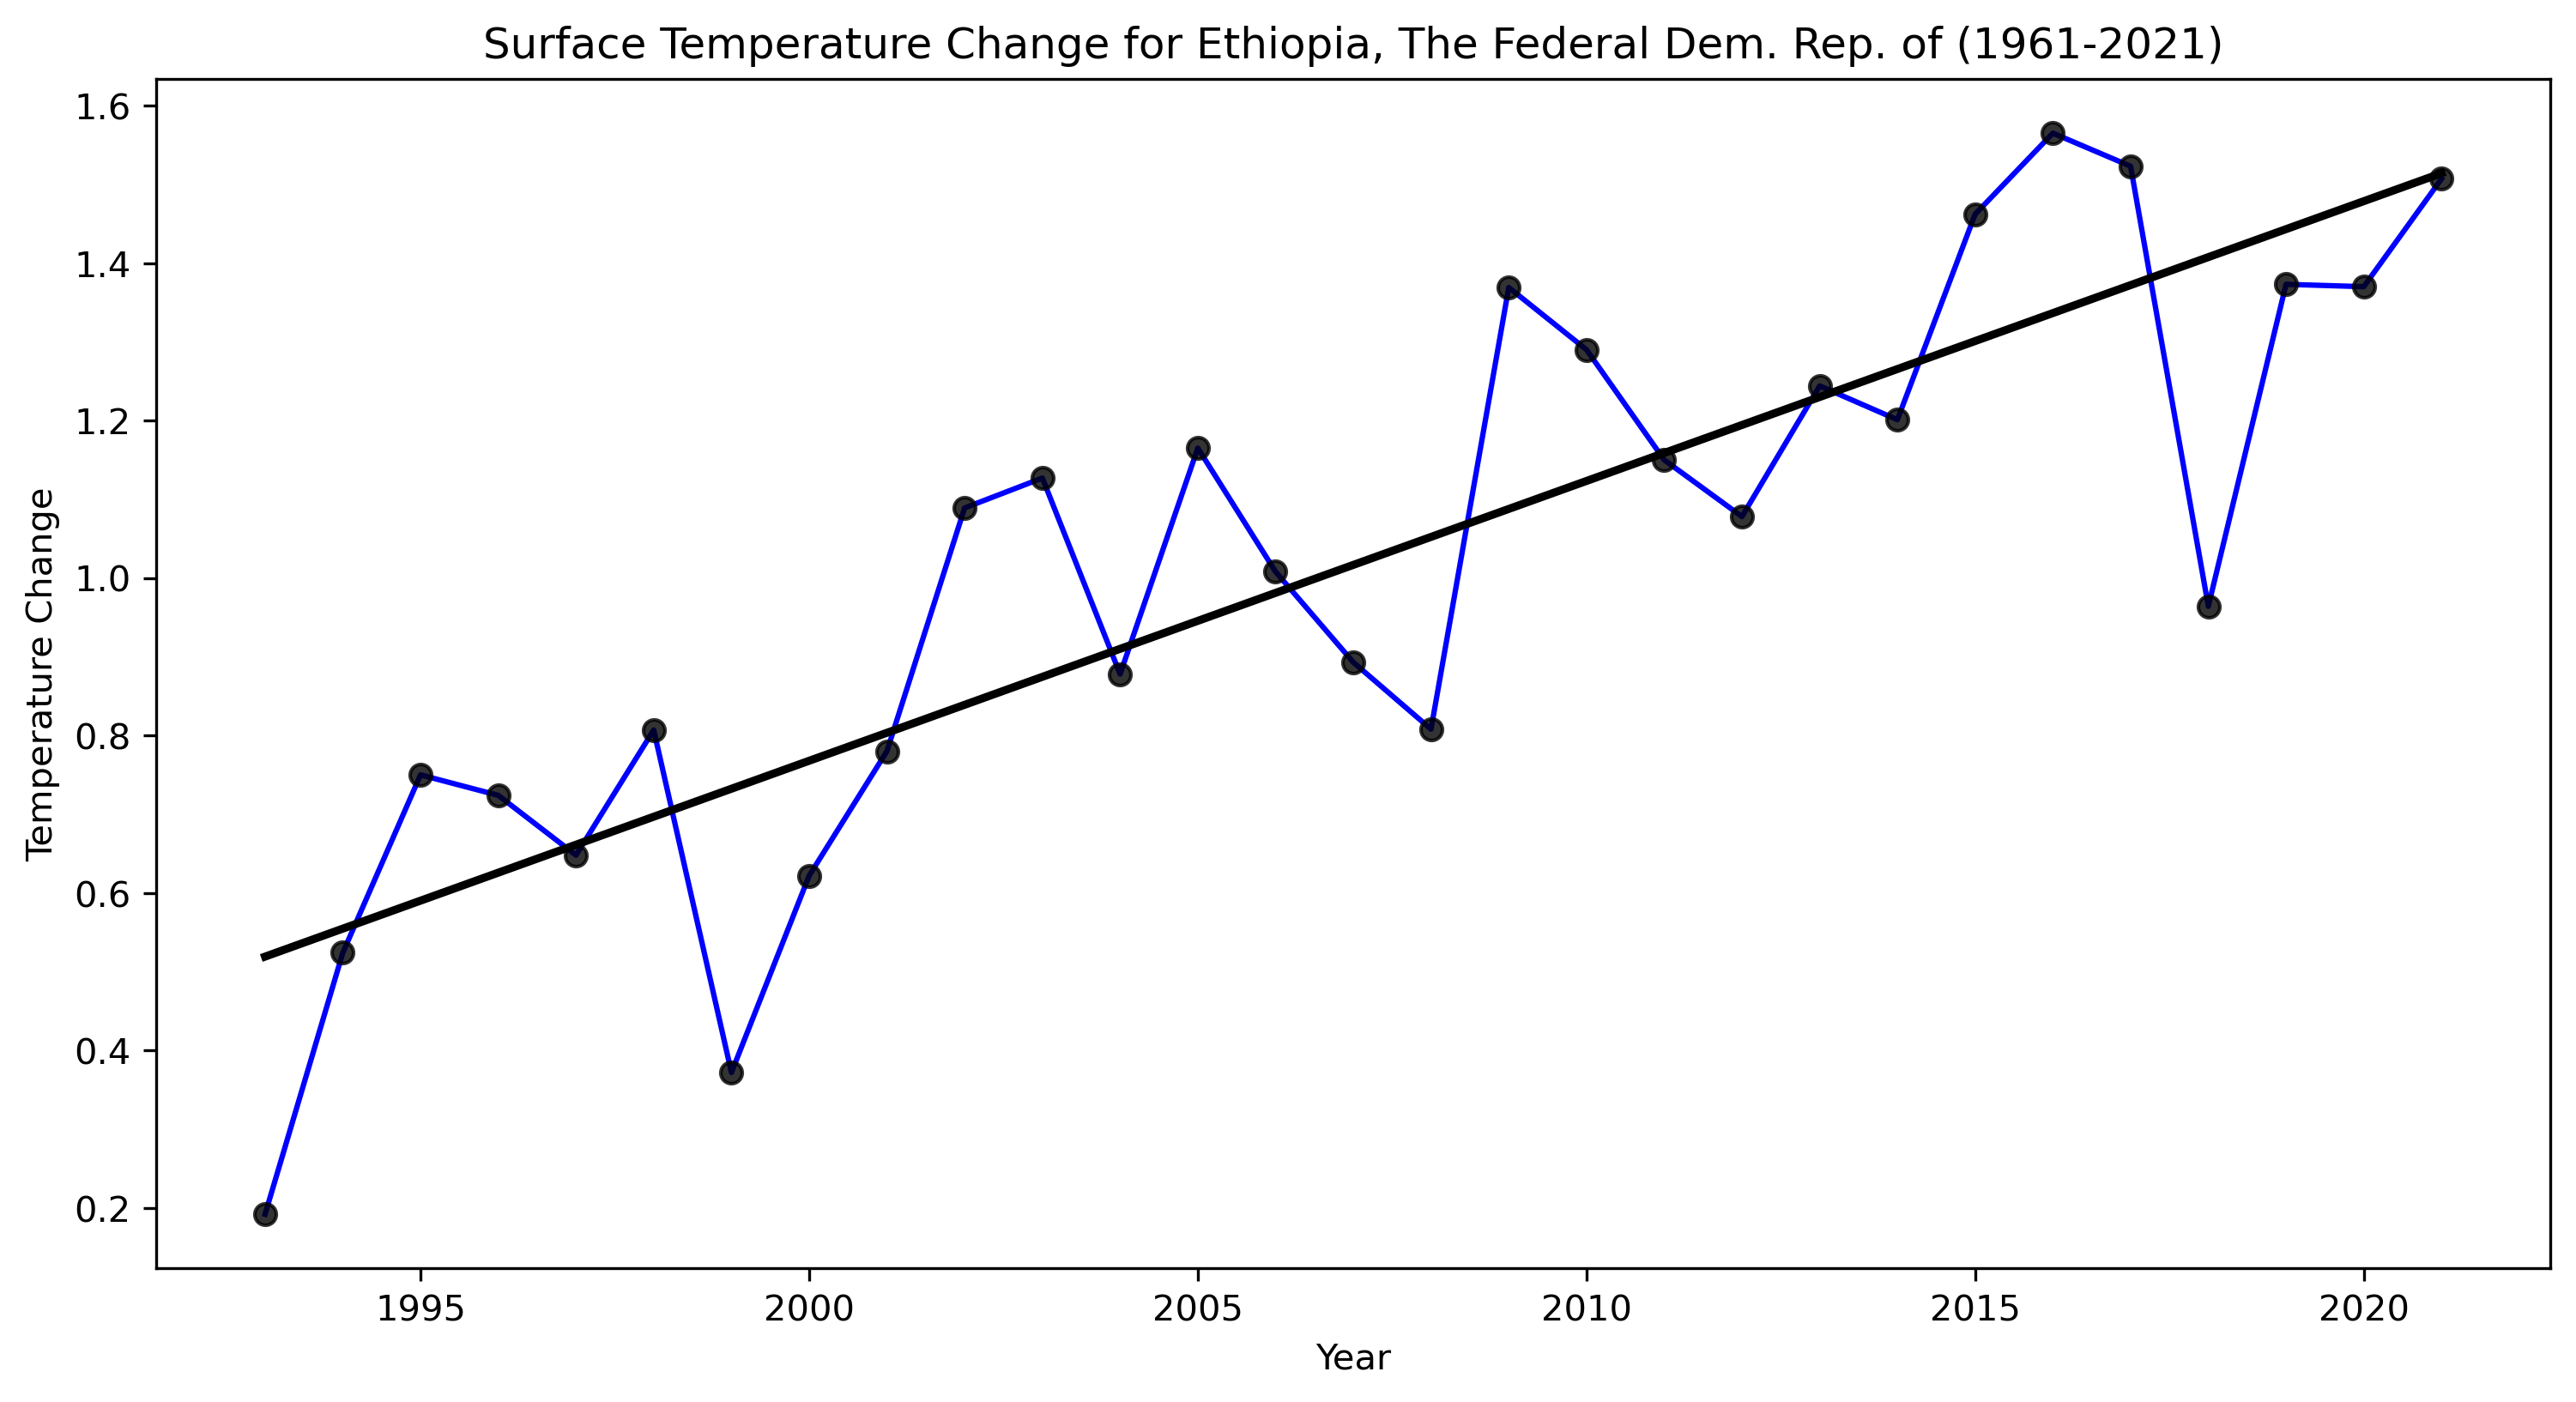 Surface Temperature Change for Ethiopia, The Federal Dem. Rep. of (1961-2021)
1.6
1.4
1.2
1.0
0.8
0.6
0.4
0.2
Temperature Change
1995 2000 2005 2010 2015 2020
Year